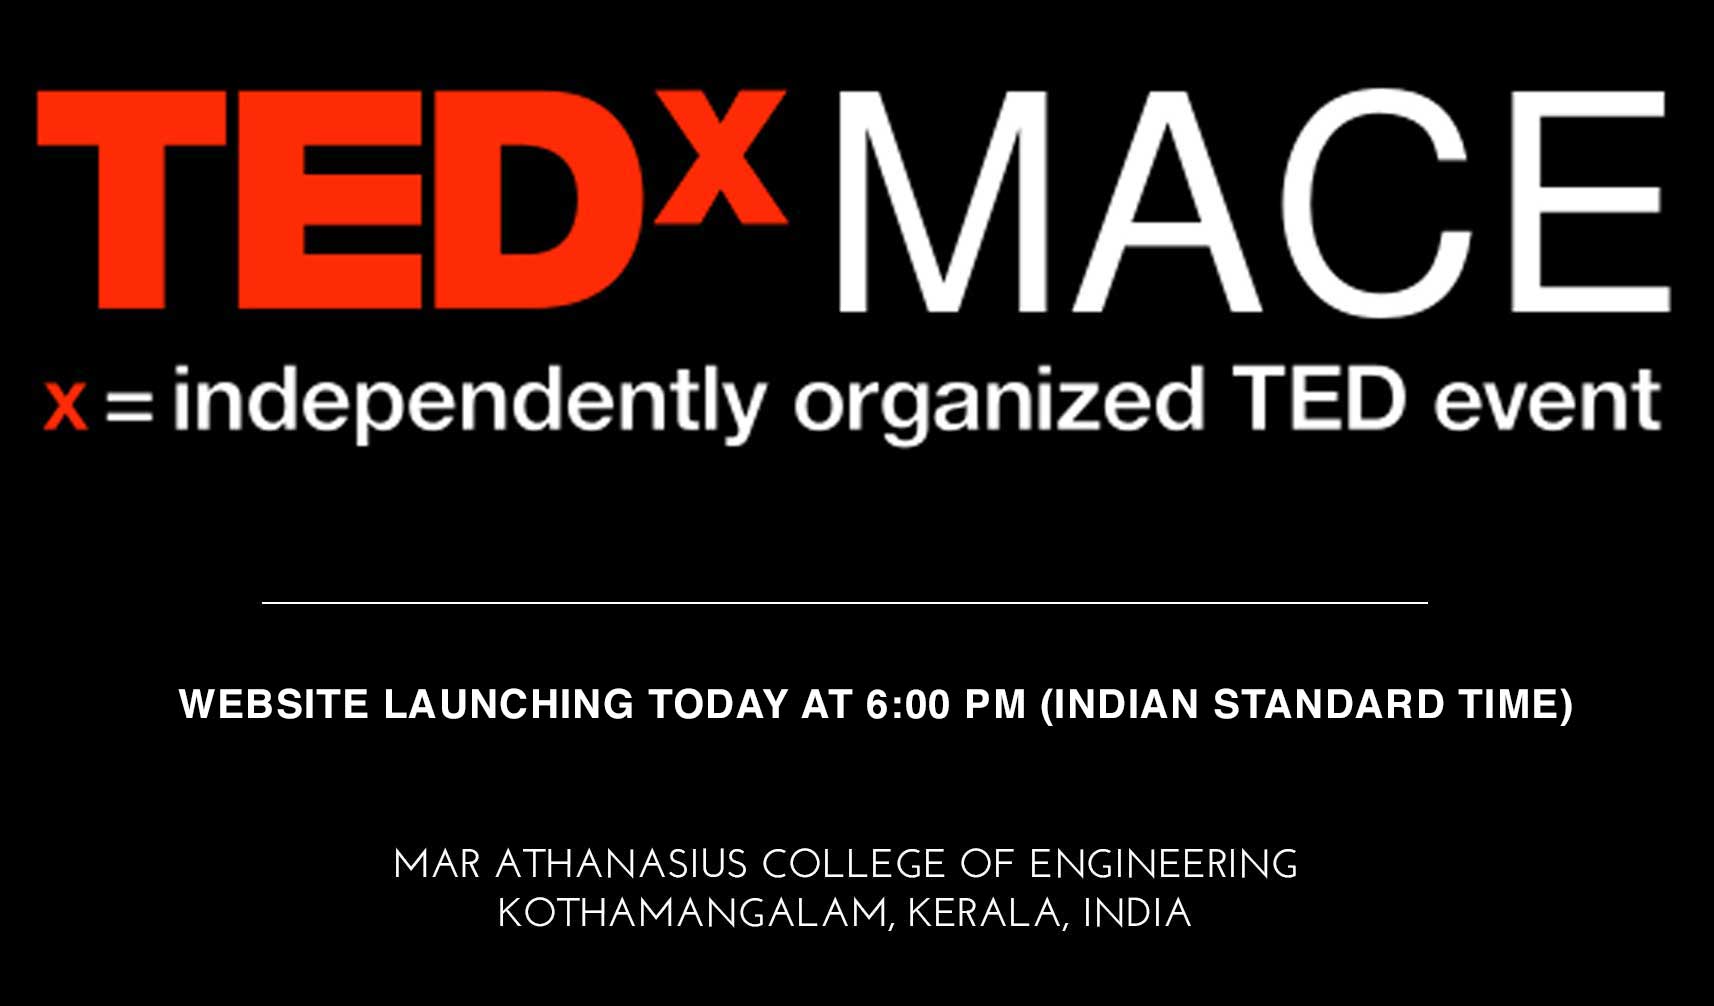 TEDx MACE
x = independently organized TED event
WEBSITE LAUNCHING TODAY AT 6:00 PM (INDIAN STANDARD TIME)
MAR ATHANASIUS COLLEGE OF ENGINEERING
KOTHAMANGALAM, KERALA, INDIA